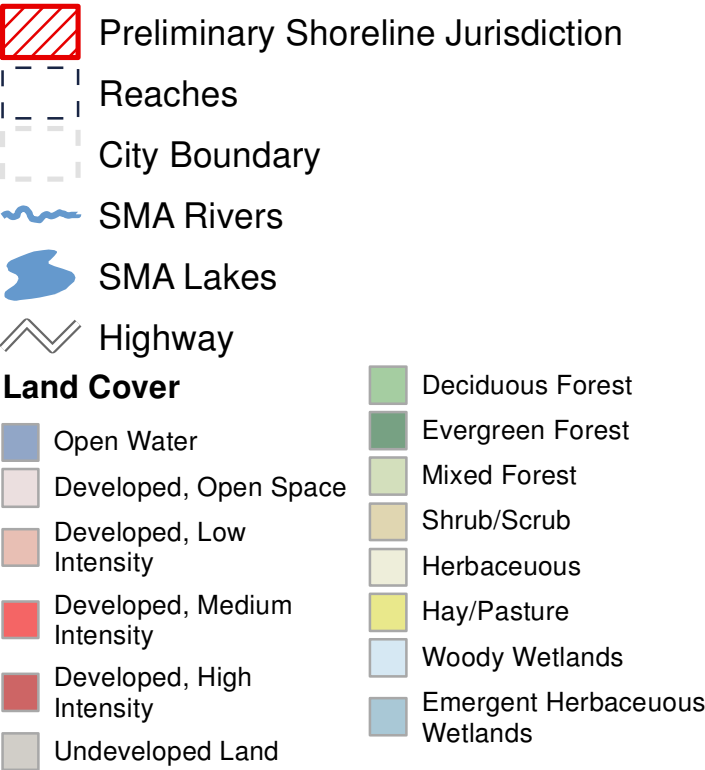 Preliminary Shoreline Jurisdiction
Reaches
City Boundary
SMA Rivers
SMA Lakes
Highway
Land Cover
Open Water
Developed, Open Space
Developed, Low
Intensity
Developed, Medium
Intensity
Developed, High
Intensity
Undeveloped Land
Deciduous Forest
Evergreen Forest
Mixed Forest
Shrub/Scrub
Herbaceuous
Hay/Pasture
Woody Wetlands
Emergent Herbaceuous
Wetlands